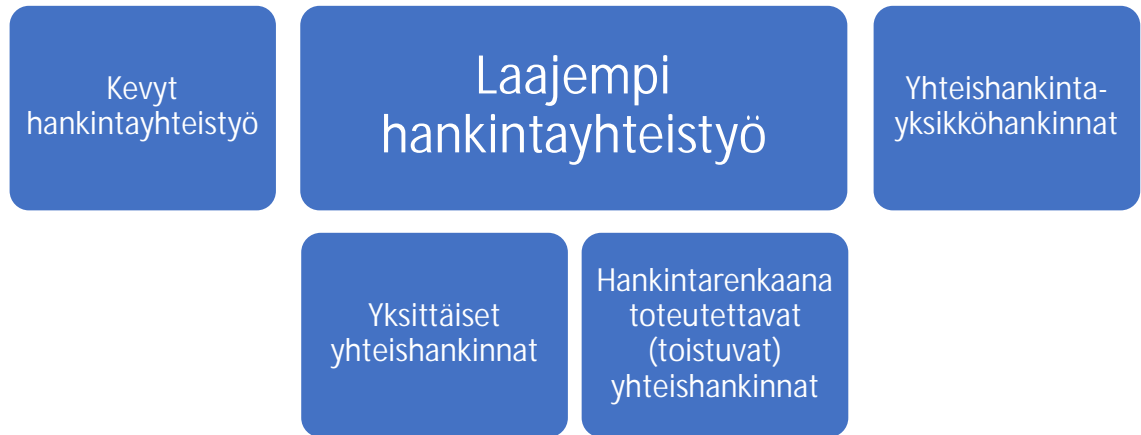 Kevyt
hankintayhteistyö
Laajempi
hankintayhteistyö
Yhteishankinta-
yksikköhankinnat
Yksittäiset
yhteishankinnat
Hankintarenkaana
toteutettavat
(toistuvat)
yhteishankinnat